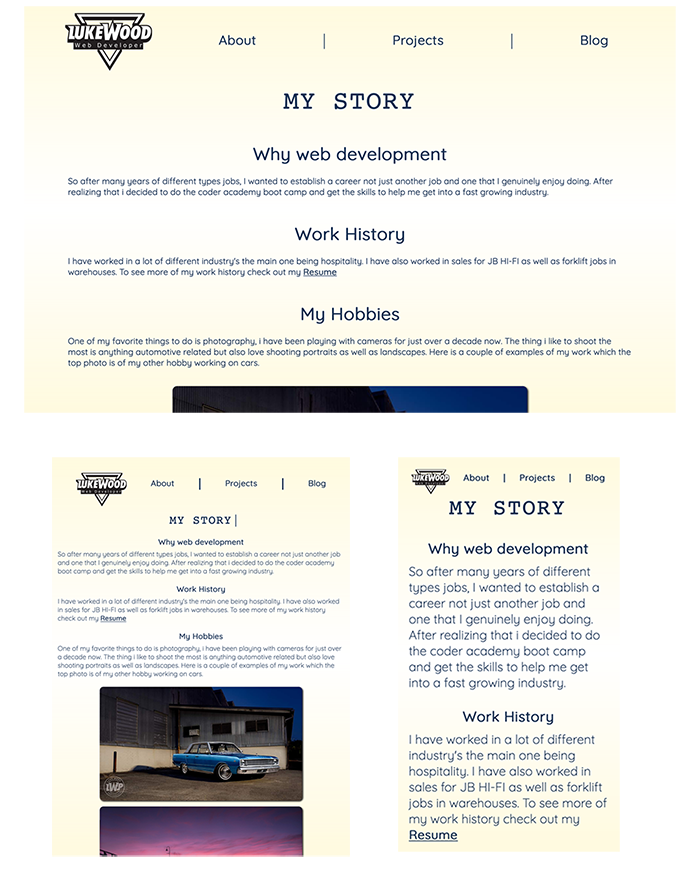 LUKEWOOD
Web Developer
About | Projects | Blog
MY STORY
Why web development
So after many years of different types jobs, I wanted to establish a career not just another job and one that I genuinely enjoy doing. After
realizing that i decided to do the coder academy boot camp and get the skills to help me get into a fast growing industry.
Work History
I have worked in a lot of different industry's the main one being hospitality. I have also worked in sales for JB HI-FI as well as forklift jobs in
warehouses. To see more of my work history check out my Resume
My Hobbies
One of my favorite things to do is photography, i have been playing with cameras for just over a decade now. The thing i like to shoot the
most is anything automotive related but also love shooting portraits as well as landscapes. Here is a couple of examples of my work which the
top photo is of my other hobby working on cars.
LUKEWOOD
Web Developer
About | Projects | Blog
MY STORY|
Why web development
So after many years of different types jobs, I wanted to establish a career not just another job
and one that I genuinely enjoy doing. After realizing that i decided to do the coder academy
boot camp and get the skills to help me get into a fast growing industry.
Work History
I have worked in a lot of different industry's the main one being hospitality. I have also worked
in sales for JB HI-FI as well as forklift jobs in warehouses. To see more of my work history
check out my Resume
My Hobbies
One of my favorite things to do is photography, i have been playing with cameras for just over
a decade now. The thing i like to shoot the most is anything automotive related but also love
shooting portraits as well as landscapes. Here is a couple of examples of my work which the
top photo is of my other hobby working on cars.
LWP
LUKEWOOD
Web Developer
About | Projects | Blog
MY STORY
Why web development
So after many years of different
types jobs, I wanted to establish a
career not just another job and
one that I genuinely enjoy doing.
After realizing that i decided to do
the coder academy boot camp
and get the skills to help me get
into a fast growing industry.
Work History
I have worked in a lot of different
industry's the main one being
hospitality. I have also worked in
sales for JB HI-FI as well as forklift
jobs in warehouses. To see more of
my work history check out my
Resume